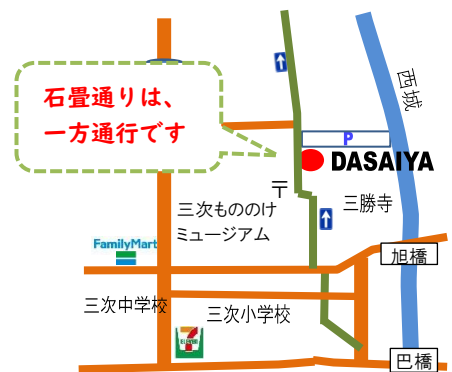 石畳通りは、
一方通行です
西城
P
DASAIYA
〒
三次もののけ
ミュージアム
三勝寺
FamilyMart
旭橋
三次中学校
三次小学校
7
ELEVEN
巴橋